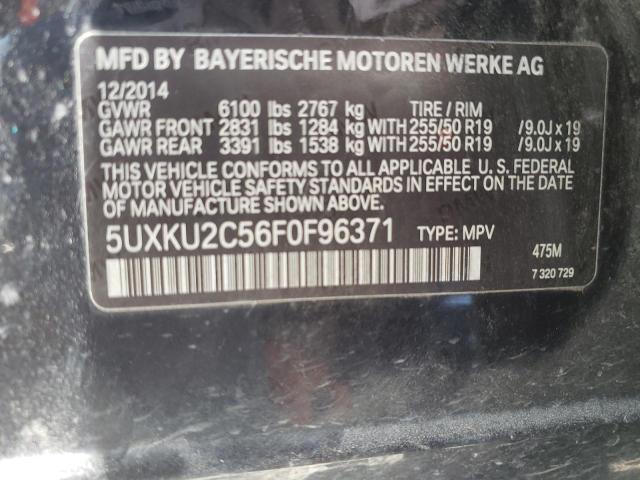 MFD BY BAYERISCHE MOTOREN WERKE AG
12/2014
GVWR 6100 lbs 2767 kg TIRE / RIM
GAWR FRONT 2831 lbs 1284 kg WITH 255/50 R19 /9.0J x 19
GAWR REAR 3391 lbs 1538 kg WITH 255/50 R19 /9.0J x 19
THIS VEHICLE CONFORMS TO ALL APPLICABLE U. S. FEDERAL
MOTOR VEHICLE SAFETY STANDARDS IN EFFECT ON THE DATE
OF MANUFACTURE SHOWN ABOVE.
5UXKU2C56F0F96371 TYPE: MPV
475M
7 320 729